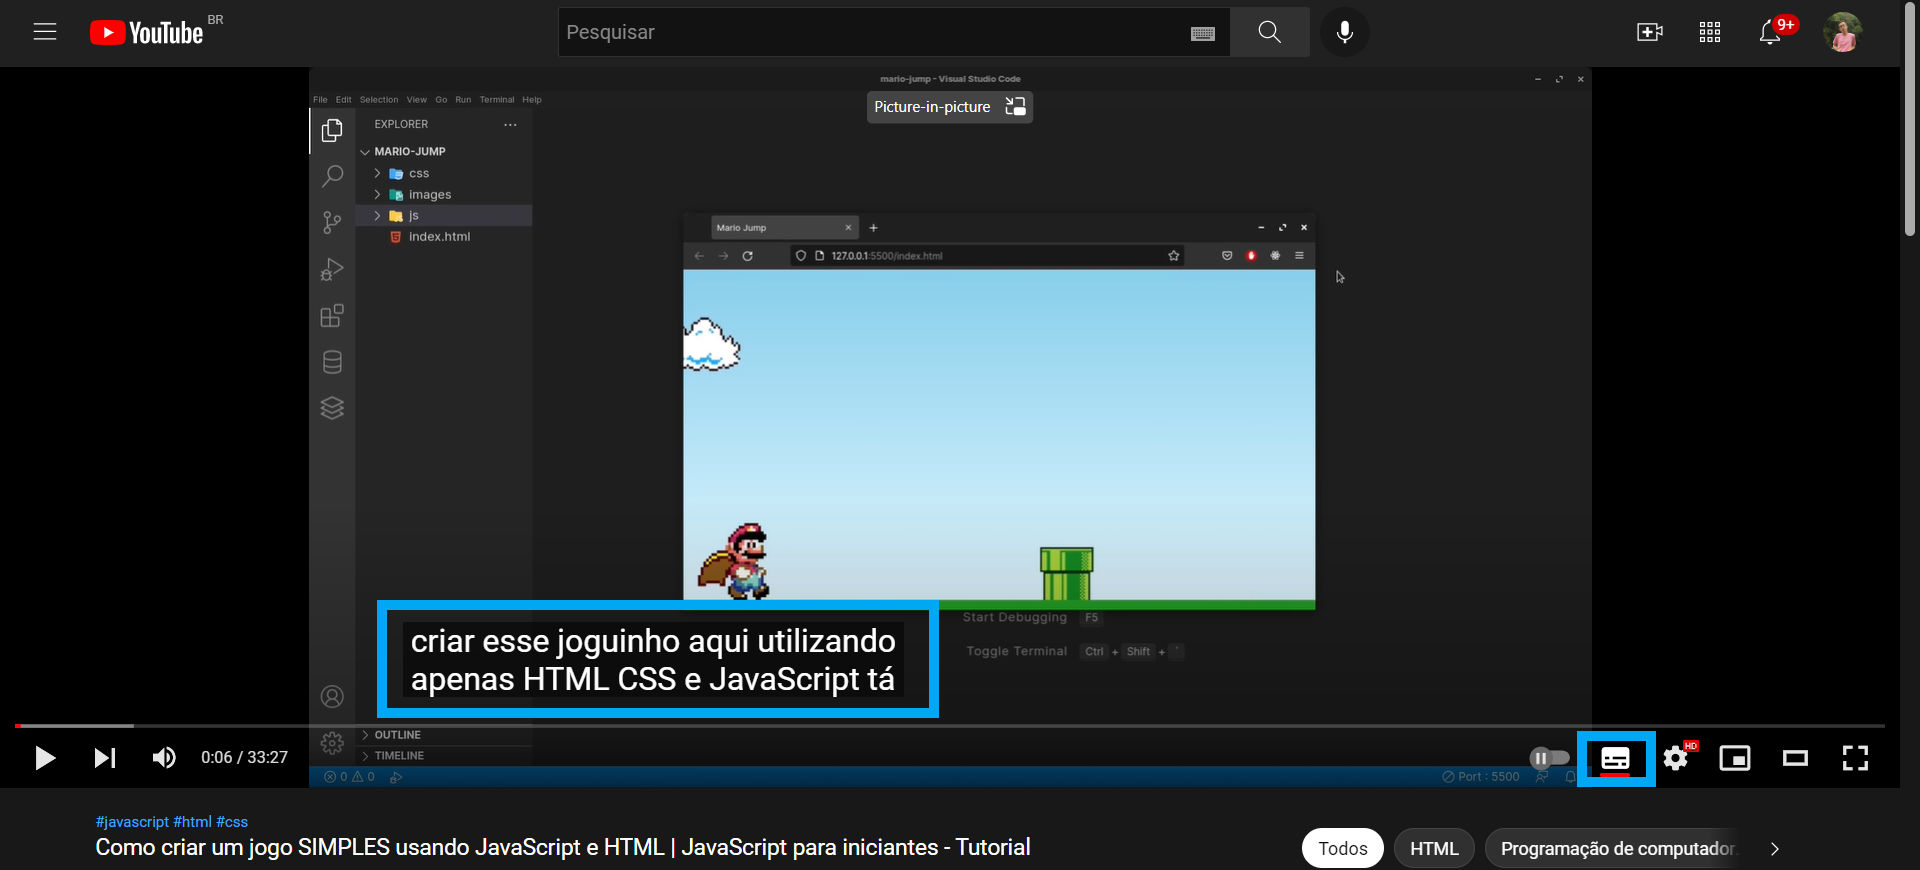 YouTube BR
Pesquisar
9+
mario-jump - Visual Studio Code
File Edit Selection View Go Run Terminal Help
Picture-in-picture
EXPLORER
MARIO-JUMP
css
images
js
index.html
Mario Jump
127.0.0.1:5500/index.html
Start Debugging F5
Toggle Terminal Ctrl + Shift + `
criar esse joguinho aqui utilizando
apenas HTML CSS e JavaScript tá
OUTLINE
TIMELINE
0:06 / 33:27
HD
0 0
Port : 5500
#javascript #html #css
Como criar um jogo SIMPLES usando JavaScript e HTML | JavaScript para iniciantes - Tutorial
Todos HTML Programação de computador